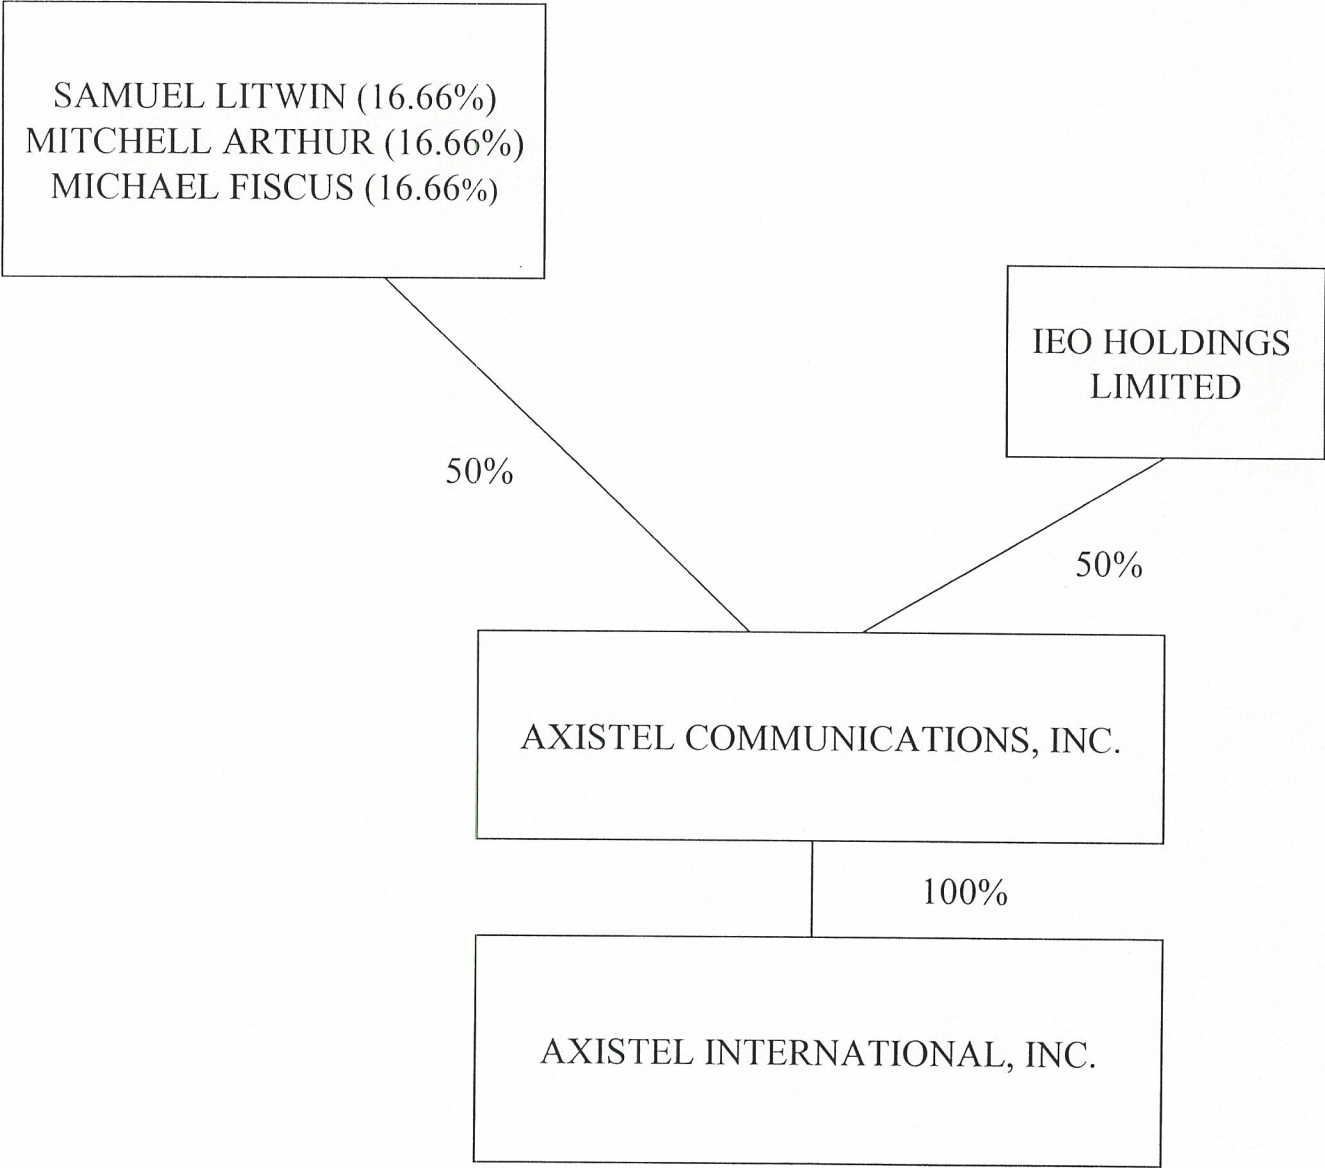 SAMUEL LITWIN (16.66%)
MITCHELL ARTHUR (16.66%)
MICHAEL FISCUS (16.66%)
IEO HOLDINGS
LIMITED
50%
50%
AXISTEL COMMUNICATIONS, INC.
100%
AXISTEL INTERNATIONAL, INC.